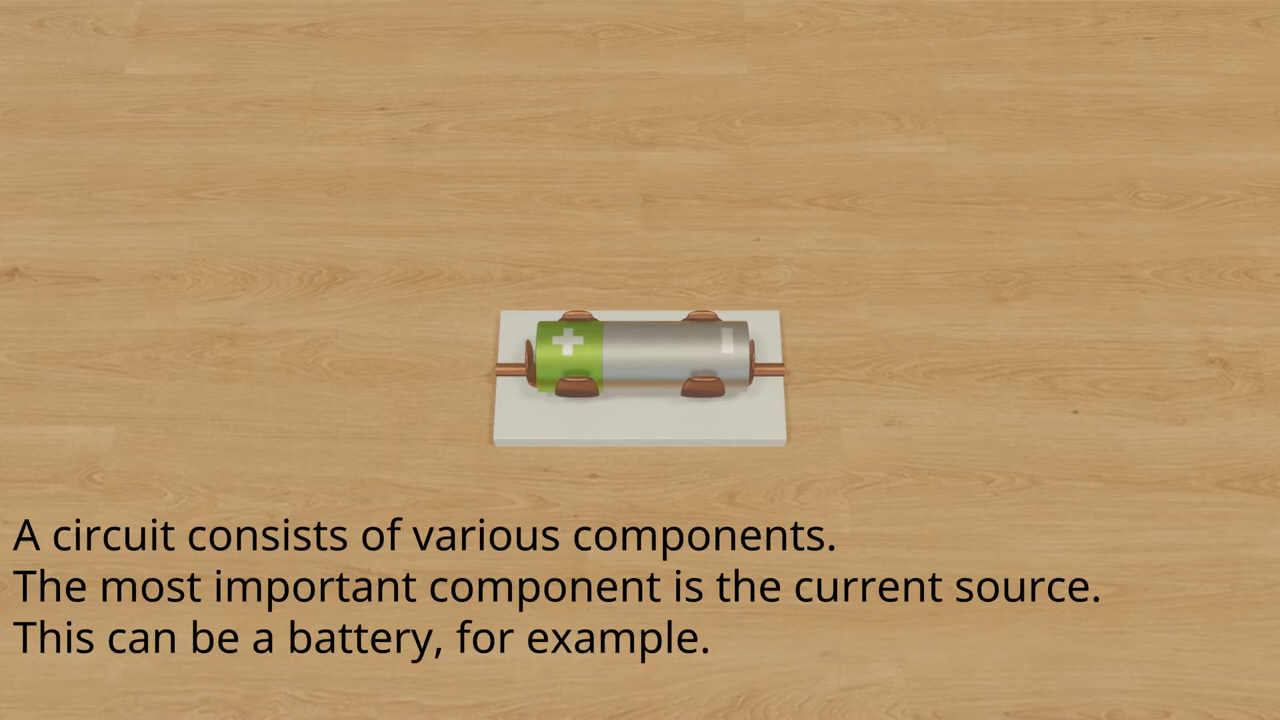 A circuit consists of various components.
The most important component is the current source.
This can be a battery, for example.